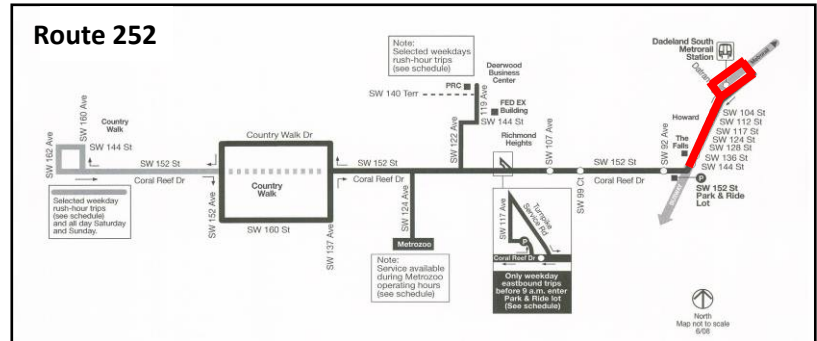 Route 252
Note:
Selected weekdays
rush-hour trips
(see schedule)
Deerwood
Business
Center
PRC
SW 140 Terr
119 Ave
FED EX
Building
SW 144 St
SW 122 Ave
Richmond
Heights
SW 107 Ave
Dadeland South
Metrorail
Station
Metrorail
Howard
SW 104 St
SW 112 St
SW 117 St
SW 124 St
SW 128 St
SW 136 St
SW 144 St
The
Falls
SW 92 Ave
SW 162 Ave
SW 160 Ave
Country
Walk
SW 144 St
SW 152 St
Coral Reef Dr
Country Walk Dr
Country
Walk
SW 152 Ave
SW 160 St
SW 137 Ave
SW 152 St
Coral Reef Dr
SW 124 Ave
Metrozoo
SW 99 Ct
SW 152 St
Coral Reef Dr
P
SW 152 St
Park & Ride
Lot
BUSWAY
Selected weekday
rush-hour trips
(see schedule)
and all day Saturday
and Sunday.
Note:
Service available
during Metrozoo
operating hours
(see schedule)
SW 117 Ave
Turnpike
Service Rd
P
Coral Reef Dr
Only weekday
eastbound trips
before 9 a.m. enter
Park & Ride lot
(See schedule)
North
Map not to scale
6/08